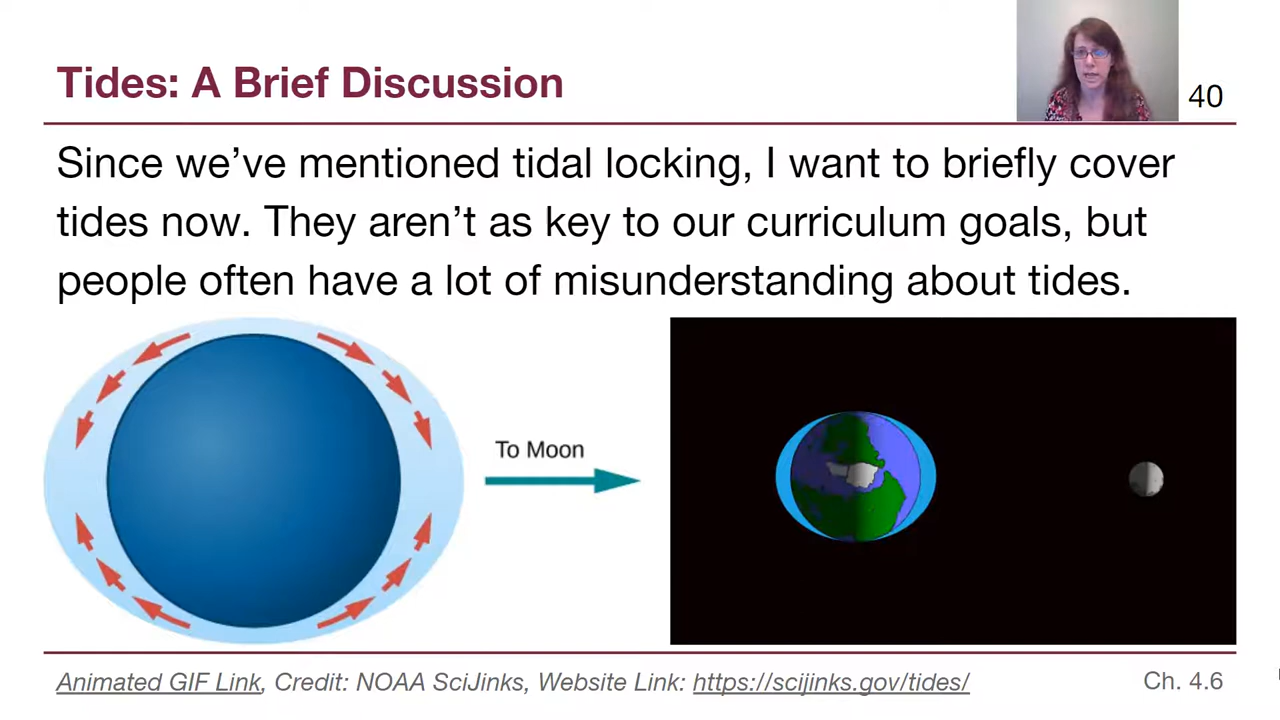 Tides: A Brief Discussion
40
Since we’ve mentioned tidal locking, I want to briefly cover
tides now. They aren’t as key to our curriculum goals, but
people often have a lot of misunderstanding about tides.
To Moon
Animated GIF Link, Credit: NOAA SciJinks, Website Link: https://scijinks.gov/tides/
Ch. 4.6